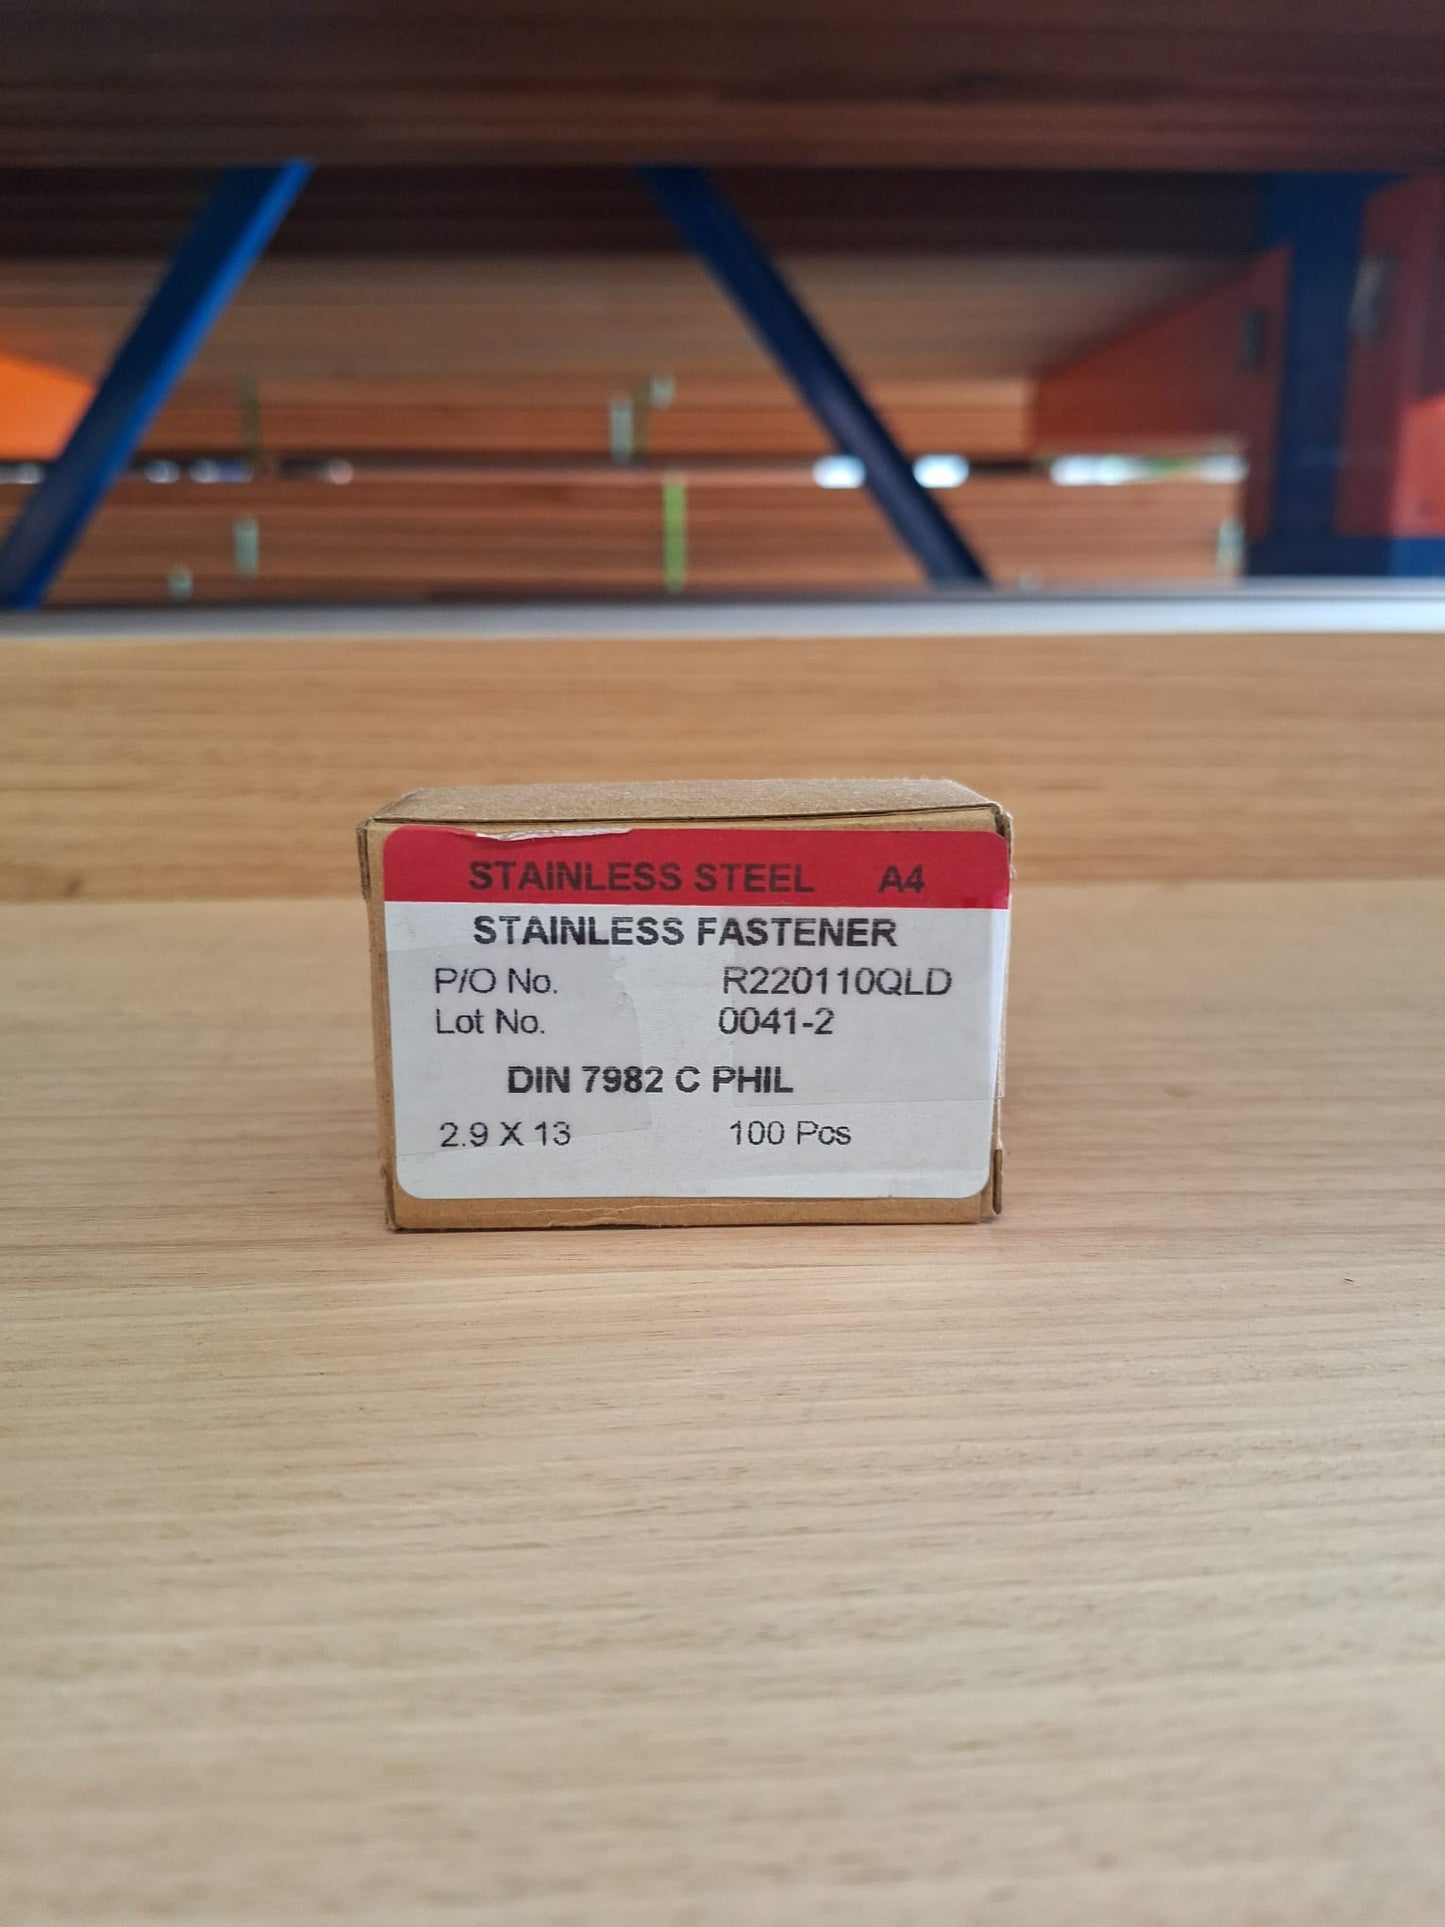 STAINLESS STEEL A4
STAINLESS FASTENER
P/O No. R220110QLD
Lot No. 0041-2
DIN 7982 C PHIL
2.9 X 13 100 Pcs